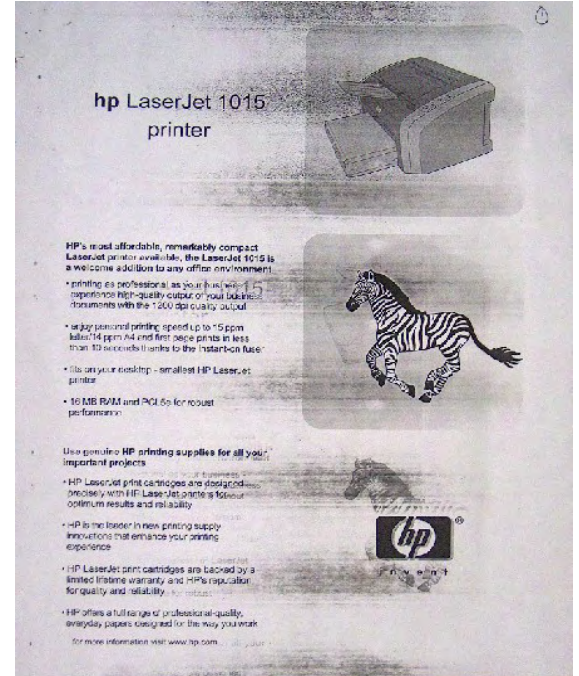 hp LaserJet 1015
printer
HP's most affordable, remarkably compact
LaserJet printer available, the LaserJet 1015 is
a welcome addition to any office environment
• printing as professional as your business
experience high-quality output of your business
documents with the 1200 dpi quality output
• enjoy personal printing speed up to 15 ppm
letter/14 ppm A4 and first page prints in less
than 10 seconds thanks to the Instant-on fuser
• fits on your desktop - smallest HP LaserJet
printer
• 16 MB RAM and PCL5e for robust
performance
Use genuine HP printing supplies for all your
important projects
• HP LaserJet print cartridges are designed
precisely with HP LaserJet printers for
optimum results and reliability
• HP is the leader in new printing supply
innovations that enhance your printing
experience
• HP LaserJet print cartridges are backed by a
limited lifetime warranty and HP's reputation
for quality and reliability
• HP offers a full range of professional-quality,
everyday papers designed for the way you work
for more information visit www.hp.com
hp ®
invent